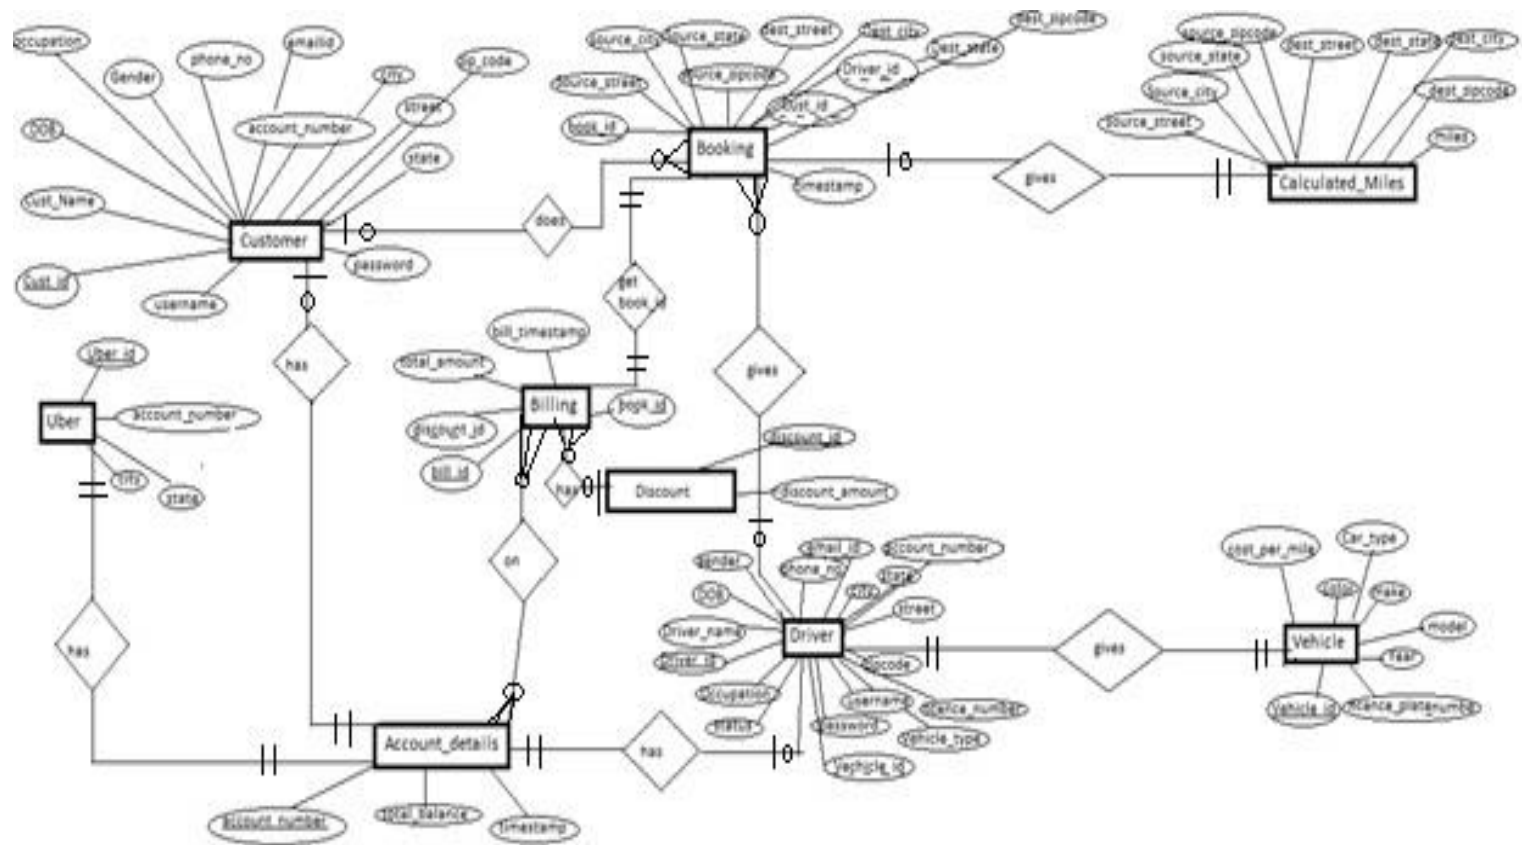 occupation
Gender
phone_no
emailid
city
zip_code
DOB
account_number
street
state
Cust_Name
Customer
password
Cust_id
username
source_city
source_state
dest_street
Dest_city
dest_zipcode
Dest_state
source_street
source_zipcode
Driver_id
Cust_id
book_id
Booking
timestamp
does
gives
source_zipcode
source_state
Dest_street
Dest_state
Dest_city
source_city
dest_zipcode
source_street
miled
Calculated_Miles
get
book_id
has
gives
Uber_id
Uber
account_number
city
state
bill_timestamp
total_amount
Billing
book_id
discount_id
bill_id
has
Discount
discount_id
discount_amount
on
has
gender
phone_no
account_number
state
city
street
DOB
Driver_name
Driver
Driver_id
zipcode
Occupation
username
status
password
vehicle_type
Vechicle_id
gives
cost_per_mile
Car_type
color
make
model
Vehicle
Year
Vehicle_id
Account_details
has
account_number
total_balance
timestamp